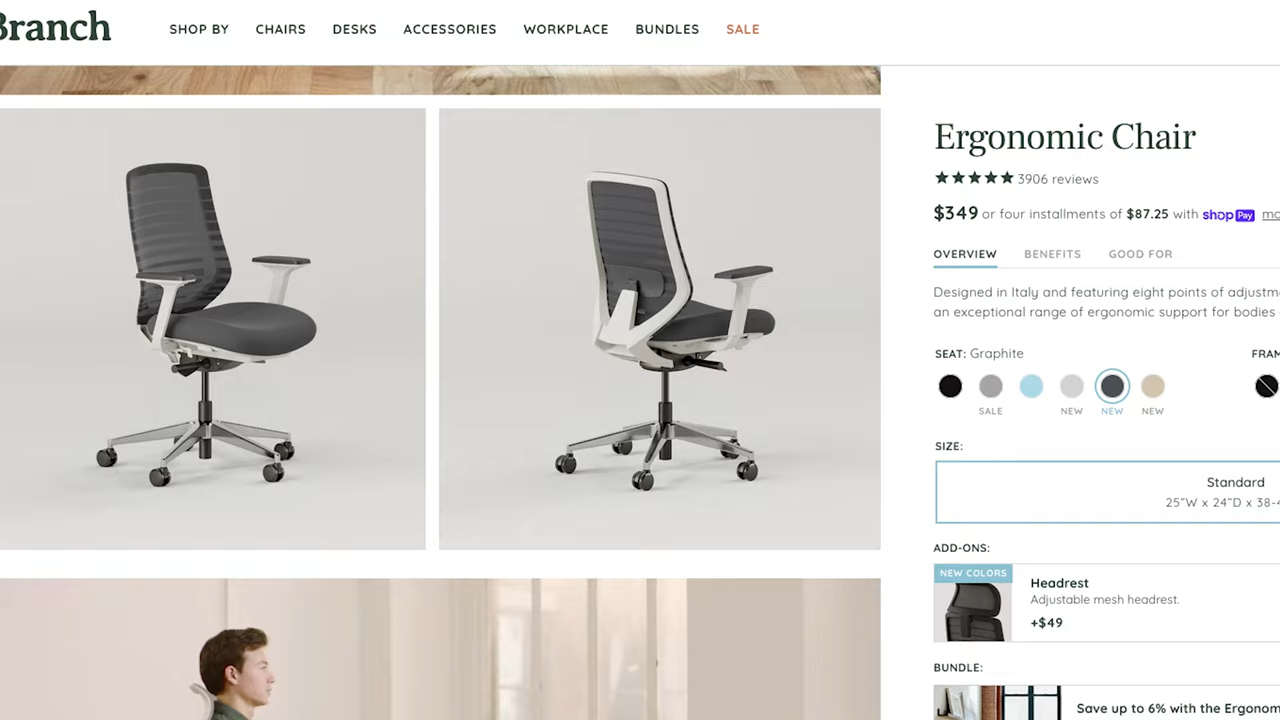 Branch
SHOP BY CHAIRS DESKS ACCESSORIES WORKPLACE BUNDLES SALE
Ergonomic Chair
3906 reviews
$349 or four installments of $87.25 with shop Pay
OVERVIEW BENEFITS GOOD FOR
Designed in Italy and featuring eight points of
an exceptional range of ergonomic support for bodies
SEAT: Graphite
SALE NEW NEW NEW
SIZE:
Standard
25"W x 24"D x
ADD-ONS:
NEW COLORS
Headrest
Adjustable mesh headrest.
+$49
BUNDLE:
Save up to 6% with the